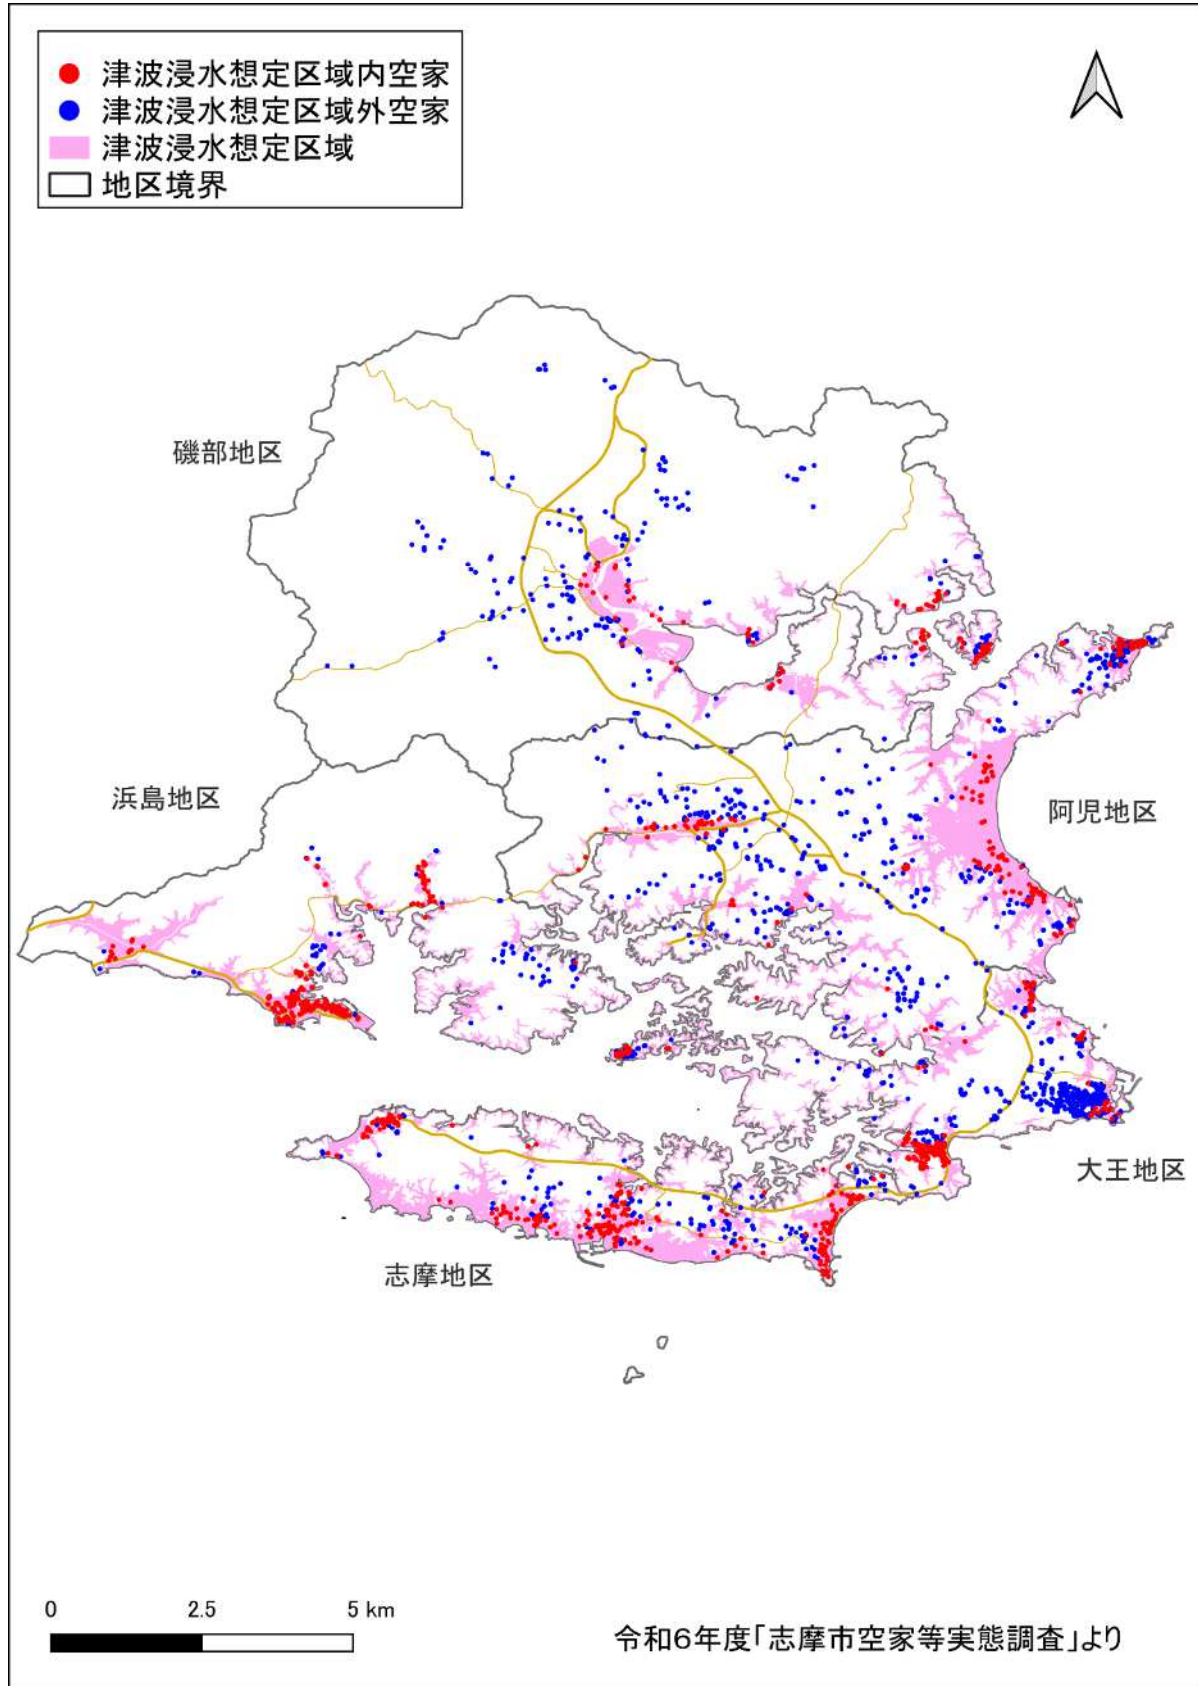 津波浸水想定区域内空家
津波浸水想定区域外空家
津波浸水想定区域
地区境界
磯部地区
浜島地区
阿児地区
大王地区
志摩地区
0 2.5 5 km
令和6年度「志摩市空家等実態調査」より